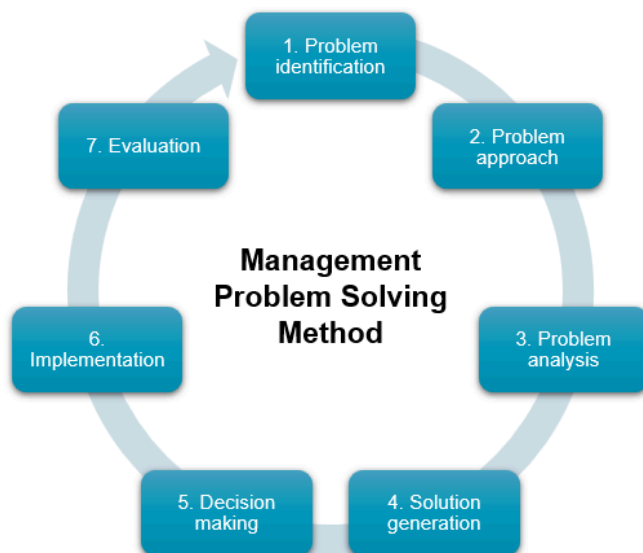 1. Problem
identification
2. Problem
approach
3. Problem
analysis
4. Solution
generation
5. Decision
making
6.
Implementation
7. Evaluation
Management
Problem Solving
Method